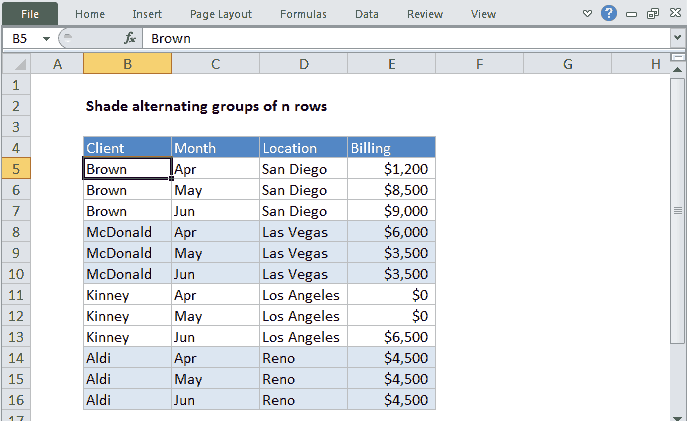 File Home Insert Page Layout Formulas Data Review View ?
B5 fx Brown
A B C D E F G H
1
2 Shade alternating groups of n rows
3
4 Client Month Location Billing
5 Brown Apr San Diego $1,200
6 Brown May San Diego $8,500
7 Brown Jun San Diego $9,000
8 McDonald Apr Las Vegas $6,000
9 McDonald May Las Vegas $3,500
10 McDonald Jun Las Vegas $3,500
11 Kinney Apr Los Angeles $0
12 Kinney May Los Angeles $0
13 Kinney Jun Los Angeles $6,500
14 Aldi Apr Reno $4,500
15 Aldi May Reno $4,500
16 Aldi Jun Reno $4,500
17